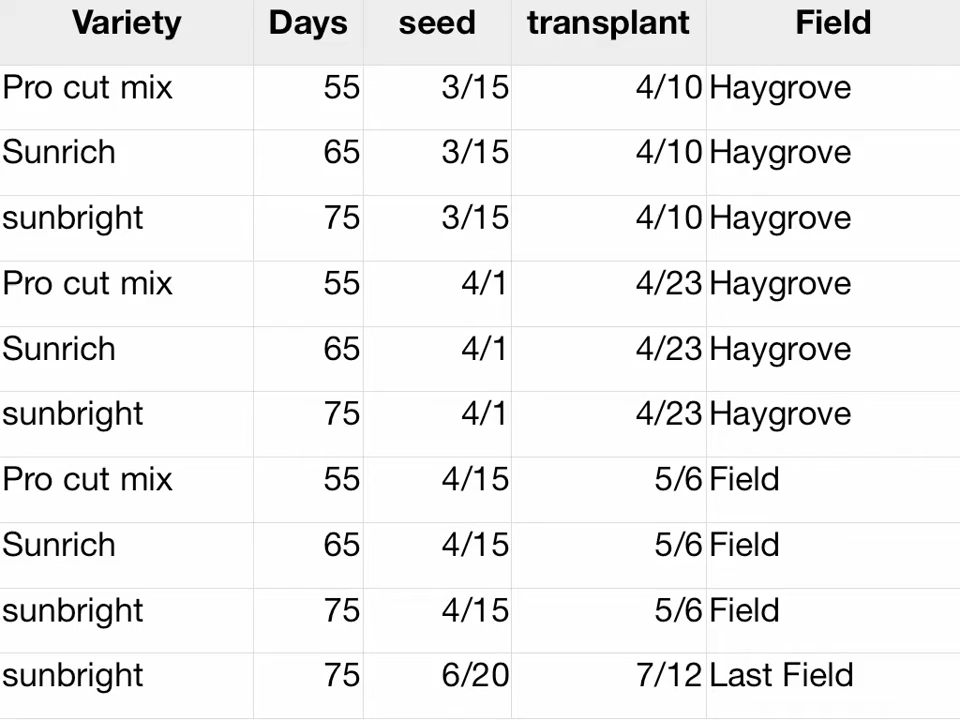 Variety Days seed transplant Field
Pro cut mix 55 3/15 4/10 Haygrove
Sunrich 65 3/15 4/10 Haygrove
sunbright 75 3/15 4/10 Haygrove
Pro cut mix 55 4/1 4/23 Haygrove
Sunrich 65 4/1 4/23 Haygrove
sunbright 75 4/1 4/23 Haygrove
Pro cut mix 55 4/15 5/6 Field
Sunrich 65 4/15 5/6 Field
sunbright 75 4/15 5/6 Field
sunbright 75 6/20 7/12 Last Field